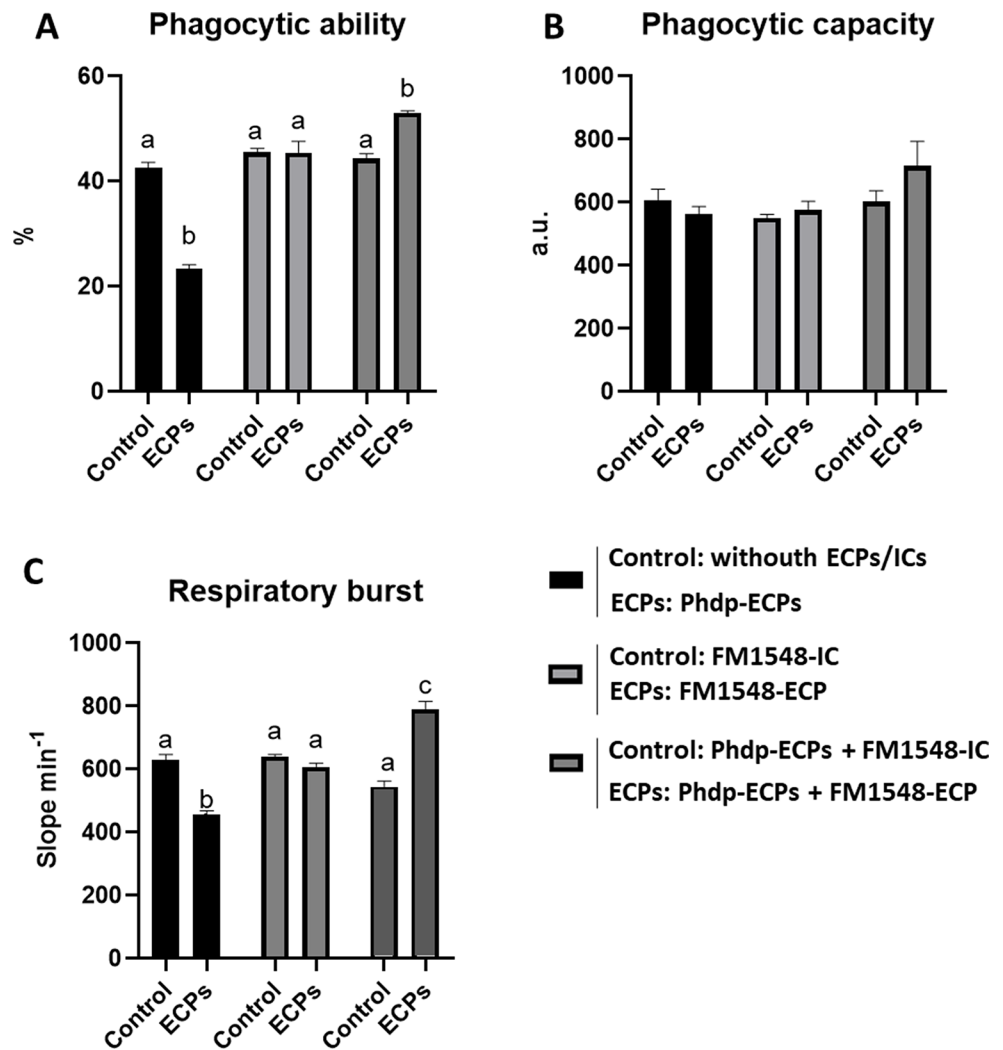 A
Phagocytic ability
60
40
20
0
%
a
b
a
a
a
b
Control
ECPs
Control
ECPs
Control
ECPs
B
Phagocytic capacity
1000
800
600
400
200
0
a.u.
Control
ECPs
Control
ECPs
Control
ECPs
C
Respiratory burst
1000
800
600
400
200
0
Slope min-1
a
b
a
a
a
c
Control
ECPs
Control
ECPs
Control
ECPs
Control: withouth ECPs/ICs
ECPs: Phdp-ECPs
Control: FM1548-IC
ECPs: FM1548-ECP
Control: Phdp-ECPs + FM1548-IC
ECPs: Phdp-ECPs + FM1548-ECP